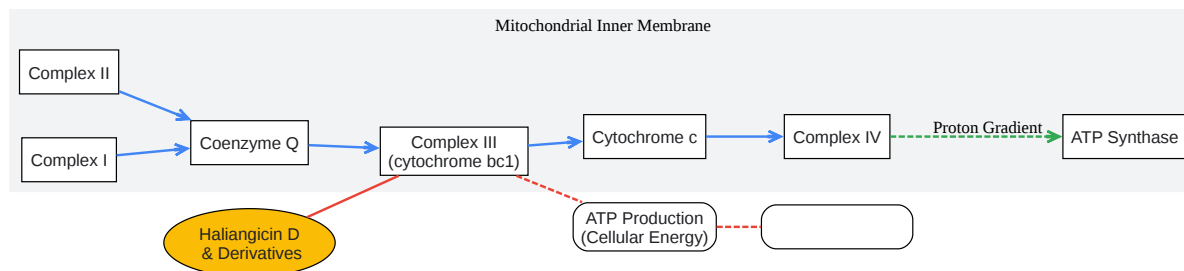 Mitochondrial Inner Membrane
Complex II
Complex I
Coenzyme Q
Complex III
(cytochrome bc1)
Cytochrome c
Complex IV
Proton Gradient
ATP Synthase
Haliangicin D
& Derivatives
ATP Production
(Cellular Energy)